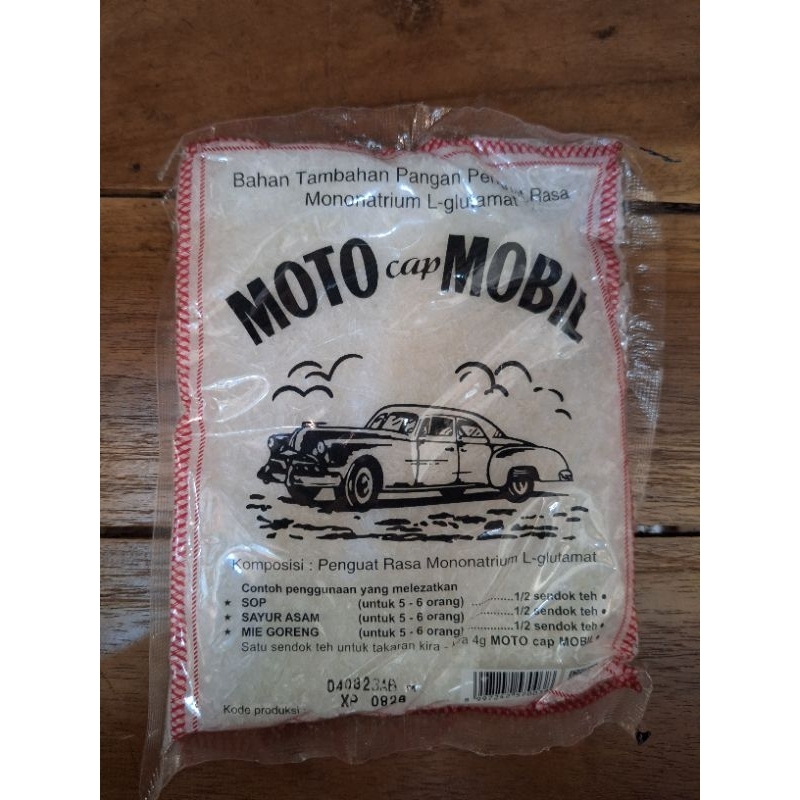 Bahan Tambahan Pangan
Mononatrium L-glutamat Rasa
MOTO cap MOBIL
Komposisi : Penguat Rasa Mononatrium L-glutamat
Contoh penggunaan yang melezatkan
★ SOP (untuk 5 - 6 orang) ..........1/2 sendok teh •
★ SAYUR ASAM (untuk 5 - 6 orang) ..........1/2 sendok teh •
★ MIE GORENG (untuk 5 - 6 orang) ..........1/2 sendok teh •
Satu sendok teh untuk takaran kira - 4g MOTO cap MOBIL
040823AB
Kode produksi : XP 0826